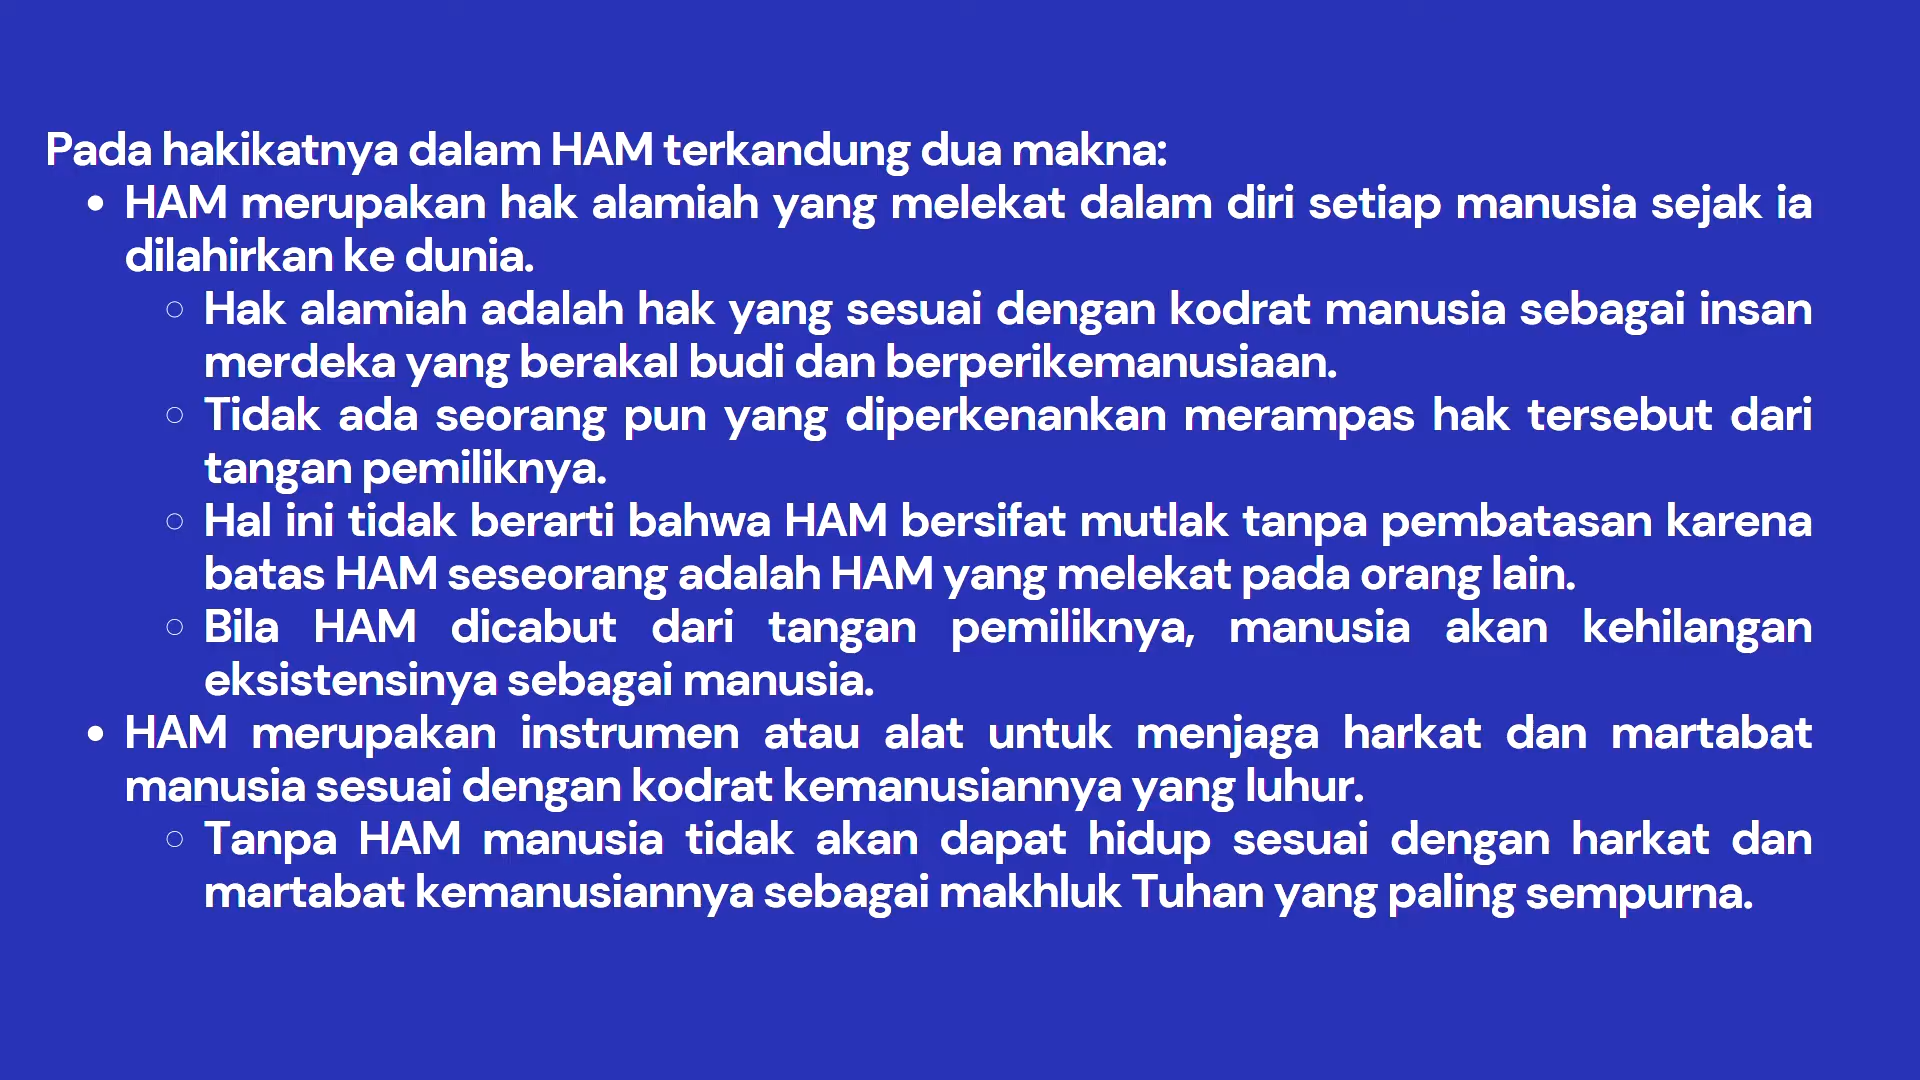 Pada hakikatnya dalam HAM terkandung dua makna:
• HAM merupakan hak alamiah yang melekat dalam diri setiap manusia sejak ia
dilahirkan ke dunia.
○ Hak alamiah adalah hak yang sesuai dengan kodrat manusia sebagai insan
merdeka yang berakal budi dan berperikemanusiaan.
○ Tidak ada seorang pun yang diperkenankan merampas hak tersebut dari
tangan pemiliknya.
○ Hal ini tidak berarti bahwa HAM bersifat mutlak tanpa pembatasan karena
batas HAM seseorang adalah HAM yang melekat pada orang lain.
○ Bila HAM dicabut dari tangan pemiliknya, manusia akan kehilangan
eksistensinya sebagai manusia.
• HAM merupakan instrumen atau alat untuk menjaga harkat dan martabat
manusia sesuai dengan kodrat kemanusiannya yang luhur.
○ Tanpa HAM manusia tidak akan dapat hidup sesuai dengan harkat dan
martabat kemanusiannya sebagai makhluk Tuhan yang paling sempurna.